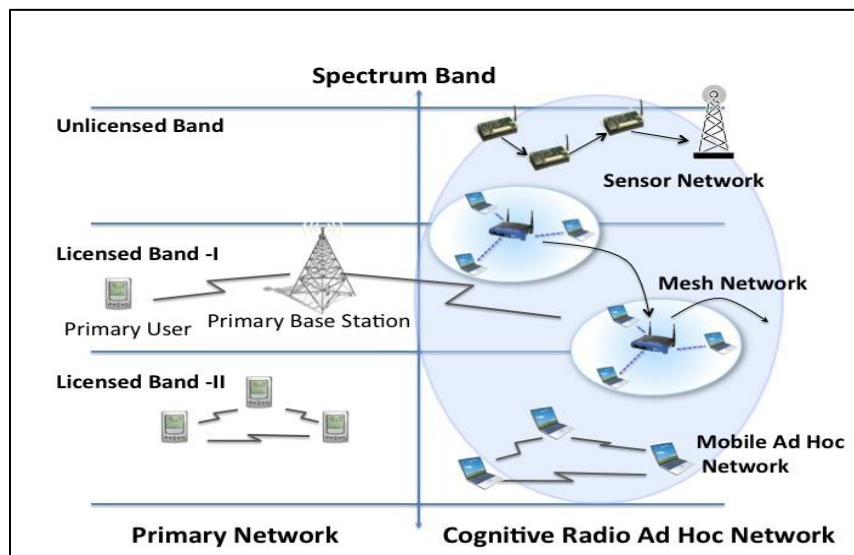 Spectrum Band
Unlicensed Band
Sensor Network
Licensed Band -I
Mesh Network
Primary User
Primary Base Station
Licensed Band -II
Mobile Ad Hoc
Network
Primary Network
Cognitive Radio Ad Hoc Network